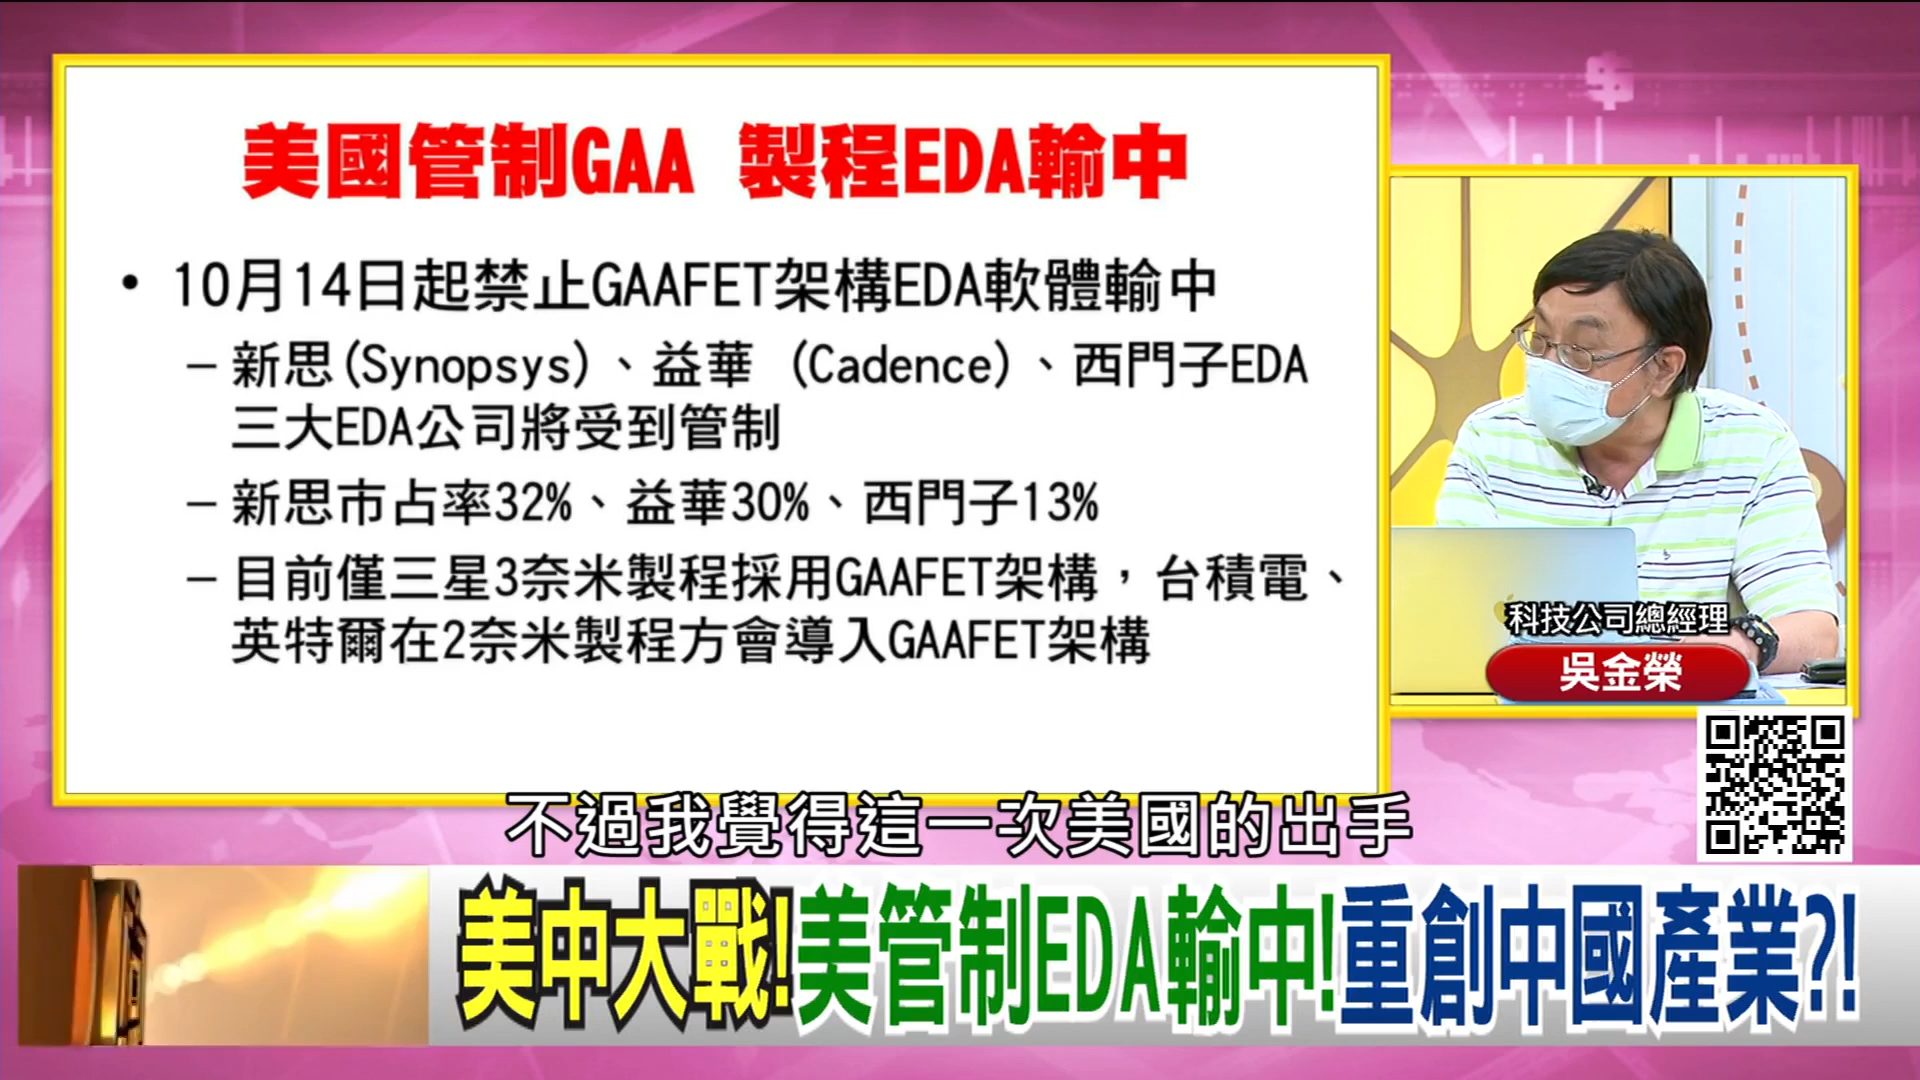 美國管制GAA 製程EDA輸中
• 10月14日起禁止GAAFET架構EDA軟體輸中
– 新思(Synopsys)、益華 (Cadence)、西門子EDA
三大EDA公司將受到管制
– 新思市占率32%、益華30%、西門子13%
– 目前僅三星3奈米製程採用GAAFET架構，台積電、
英特爾在2奈米製程方會導入GAAFET架構
科技公司總經理
吳金榮
不過我覺得這一次美國的出手
美中大戰!美管制EDA輸中!重創中國產業?!